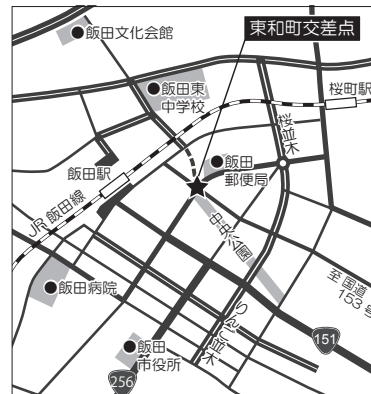 東和町交差点
飯田文化会館
飯田東
中学校
桜町駅
桜並木
飯田駅
飯田
郵便局
JR飯田線
中央公園
至国道
153号
飯田病院
りんご並木
151
飯田
市役所
256